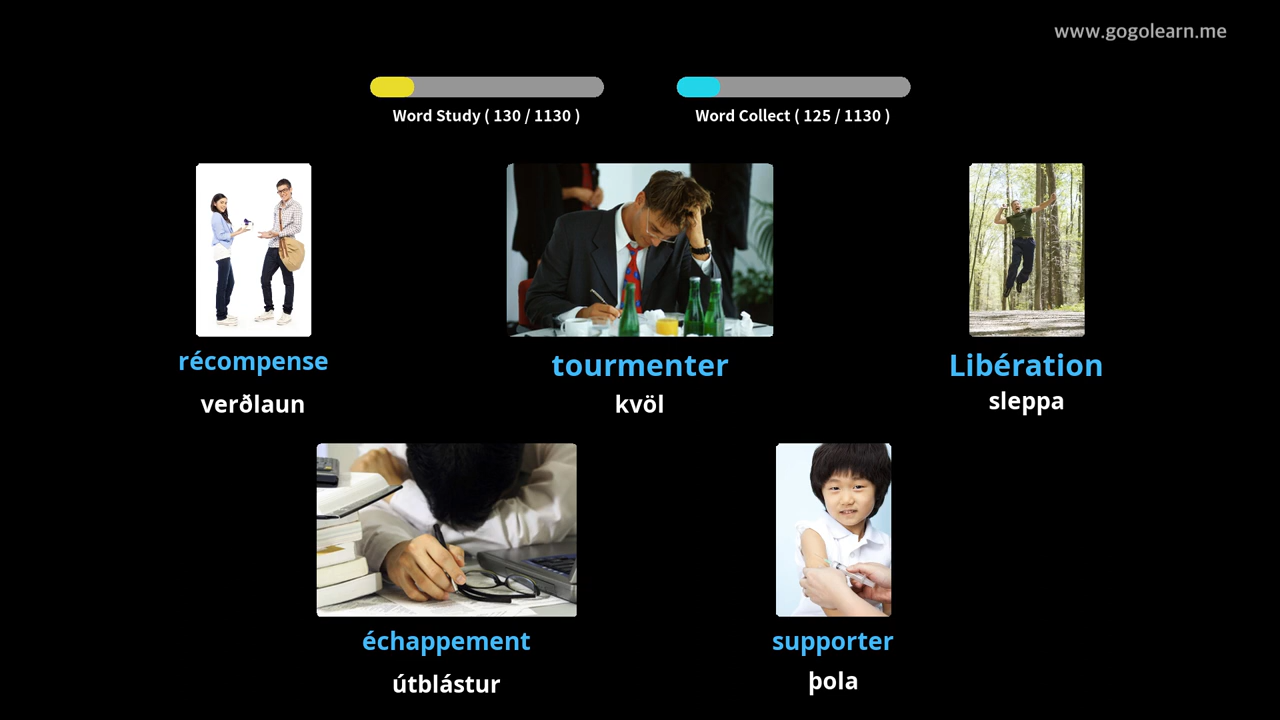 www.gogolearn.me
Word Study ( 130 / 1130 )
Word Collect ( 125 / 1130 )
récompense
verðlaun
tourmenter
kvöl
Libération
sleppa
échappement
útblástur
supporter
þola